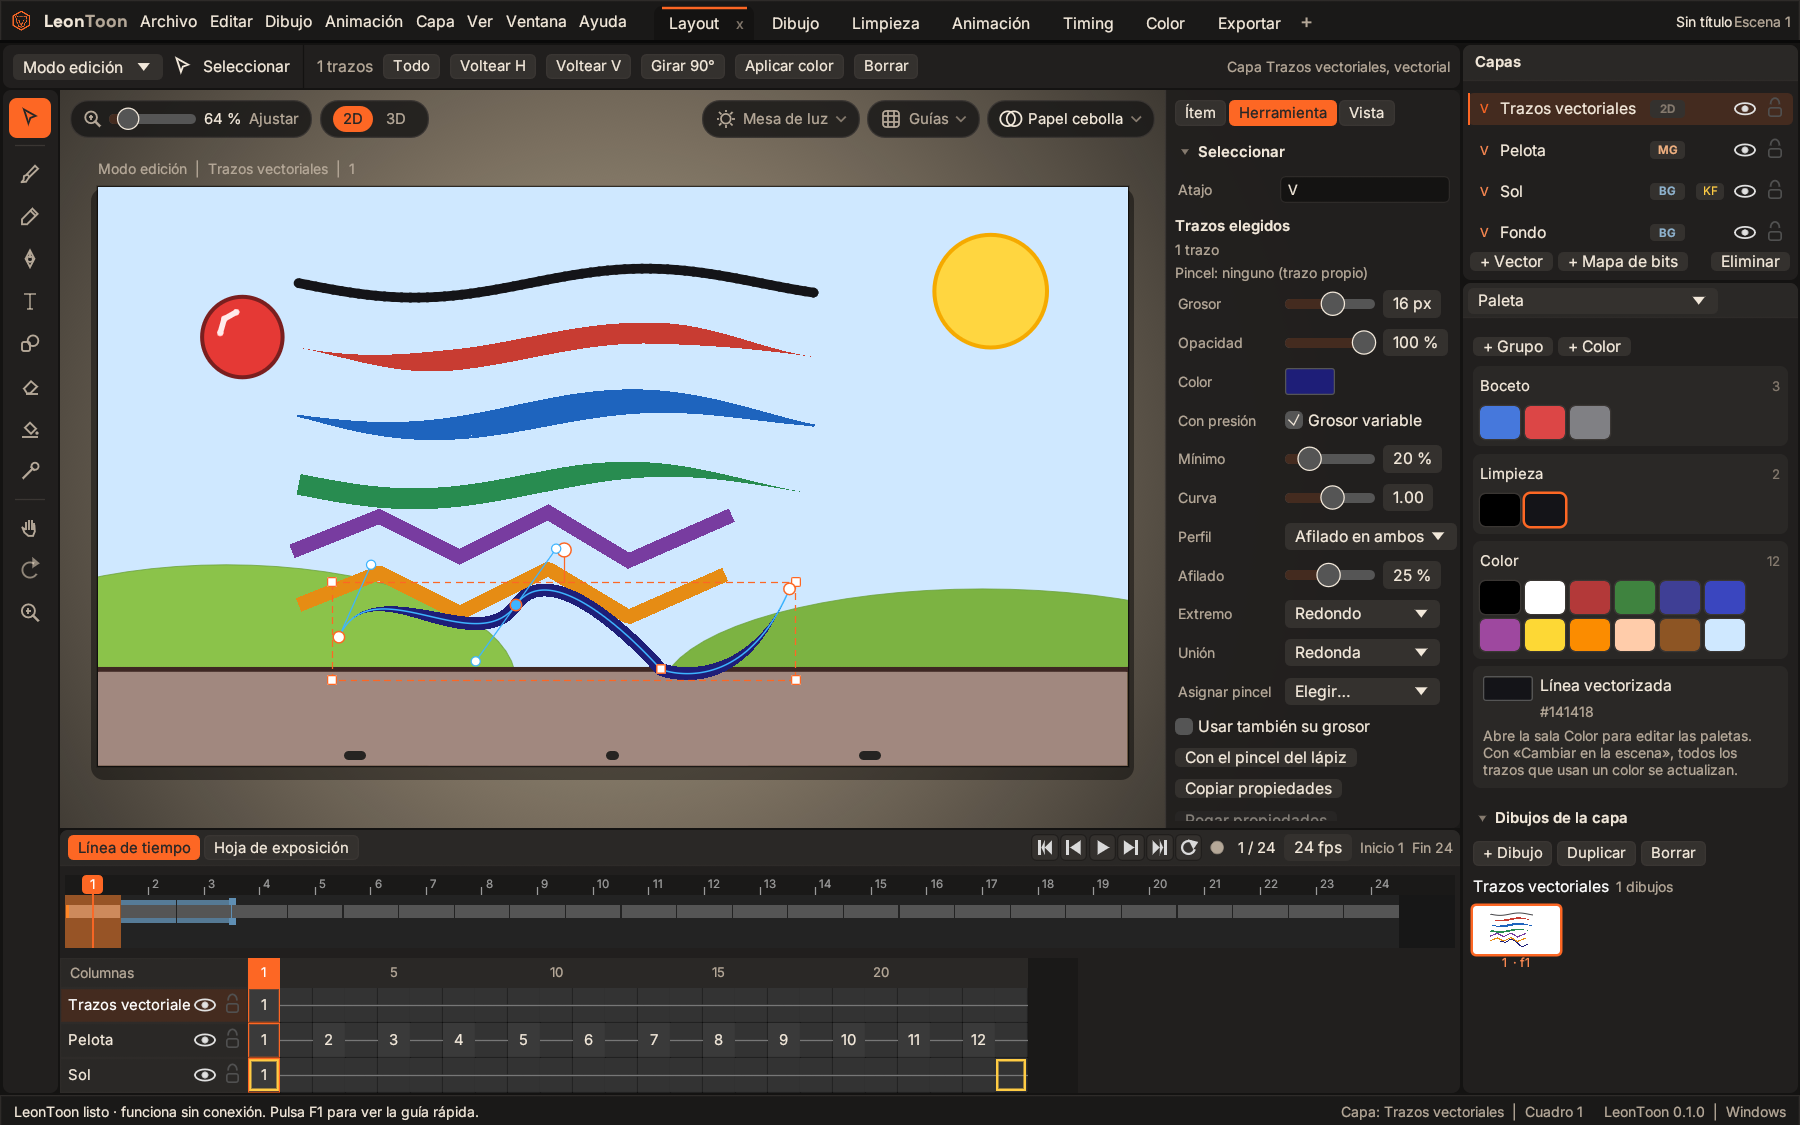 LeonToon Archivo Editar Dibujo Animación Capa Ver Ventana Ayuda Layout x Dibujo Limpieza Animación Timing Color Exportar + Sin título Escena 1
Modo edición Seleccionar 1 trazos Todo Voltear H Voltear V Girar 90° Aplicar color Borrar Capa Trazos vectoriales, vectorial
64 % Ajustar 2D 3D Mesa de luz Guías Papel cebolla
Modo edición | Trazos vectoriales | 1
Ítem Herramienta Vista
Seleccionar
Atajo V
Trazos elegidos
1 trazo
Pincel: ninguno (trazo propio)
Grosor 16 px
Opacidad 100 %
Color
Con presión Grosor variable
Mínimo 20 %
Curva 1.00
Perfil Afilado en ambos
Afilado 25 %
Extremo Redondo
Unión Redonda
Asignar pincel Elegir...
Usar también su grosor
Con el pincel del lápiz
Copiar propiedades
Pegar propiedades
Capas
V Trazos vectoriales 2D
V Pelota MG
V Sol BG KF
V Fondo BG
+ Vector + Mapa de bits Eliminar
Paleta
+ Grupo + Color
Boceto 3
Limpieza 2
Color 12
Línea vectorizada
#141418
Abre la sala Color para editar las paletas.
Con «Cambiar en la escena», todos los
trazos que usan un color se actualizan.
Dibujos de la capa
+ Dibujo Duplicar Borrar
Trazos vectoriales 1 dibujos
1 · f1
Línea de tiempo Hoja de exposición 1 / 24 24 fps Inicio 1 Fin 24
1 2 3 4 5 6 7 8 9 10 11 12 13 14 15 16 17 18 19 20 21 22 23 24
Columnas 1 5 10 15 20
Trazos vectoriale 1
Pelota 1 2 3 4 5 6 7 8 9 10 11 12
Sol 1
LeonToon listo · funciona sin conexión. Pulsa F1 para ver la guía rápida. Capa: Trazos vectoriales | Cuadro 1 LeonToon 0.1.0 | Windows